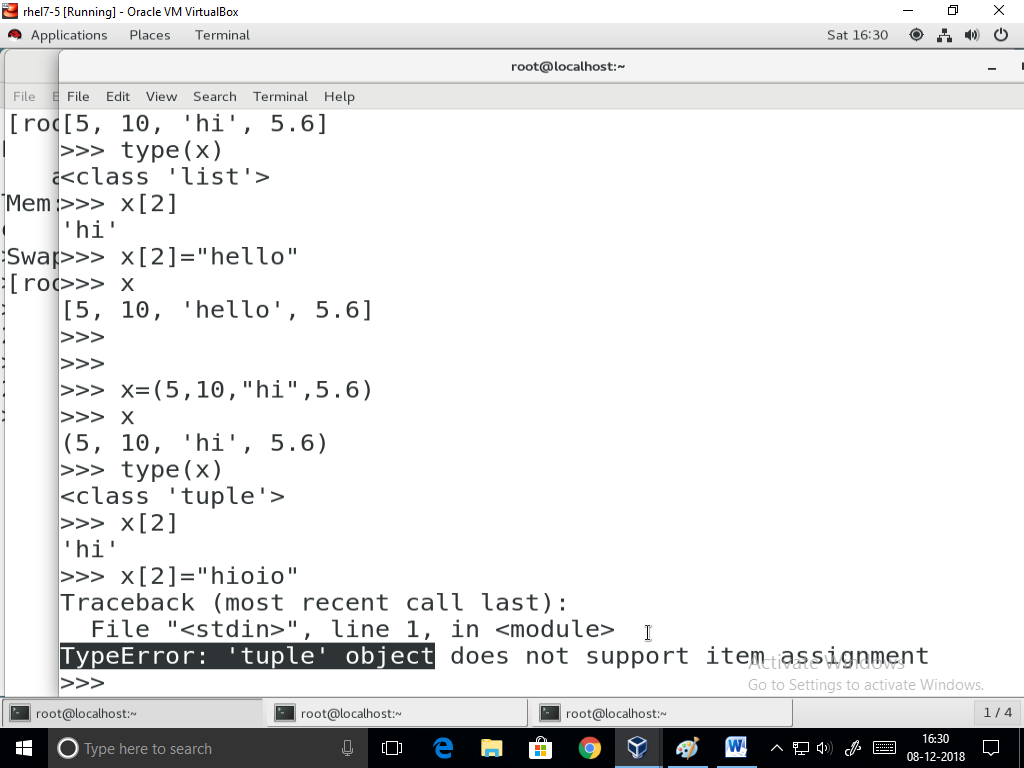 rhel7-5 [Running] - Oracle VM VirtualBox
Applications Places Terminal Sat 16:30
root@localhost:~
File
File Edit View Search Terminal Help
[roo
[5, 10, 'hi', 5.6]
>>> type(x)
<class 'list'>
Mem:
>>> x[2]
'hi'
Swap
>>> x[2]="hello"
[roo
>>> x
[5, 10, 'hello', 5.6]
>>>
>>>
>>> x=(5,10,"hi",5.6)
>>> x
(5, 10, 'hi', 5.6)
>>> type(x)
<class 'tuple'>
>>> x[2]
'hi'
>>> x[2]="hioio"
Traceback (most recent call last):
  File "<stdin>", line 1, in <module>
TypeError: 'tuple' object does not support item assignment
>>>
Activate Windows
Go to Settings to activate Windows.
root@localhost:~ root@localhost:~ root@localhost:~ 1 / 4
Type here to search
16:30
08-12-2018